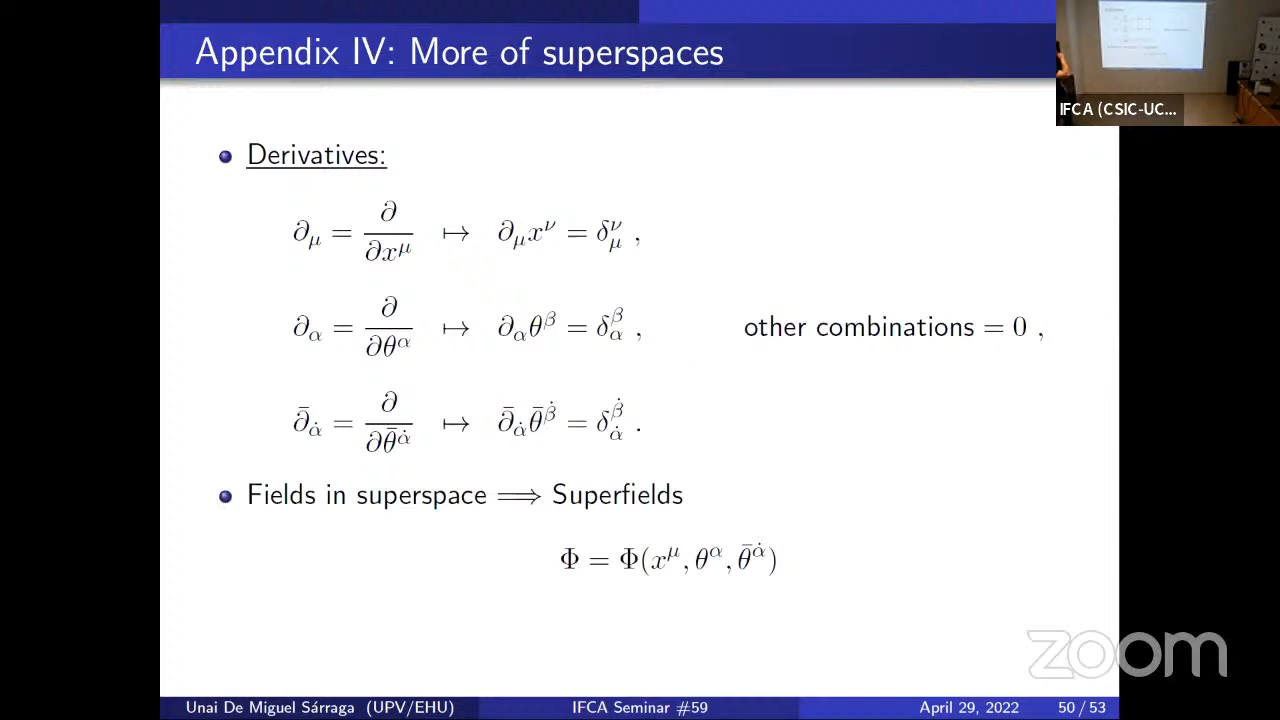 Appendix IV: More of superspaces
IFCA (CSIC-UC...
Derivatives:
∂_μ = ∂/∂x^μ ↦ ∂_μ x^ν = δ_μ^ν ,
∂_α = ∂/∂θ^α ↦ ∂_α θ^β = δ_α^β , other combinations = 0 ,
∂̄_α̇ = ∂/∂θ̄^α̇ ↦ ∂̄_α̇ θ̄^β̇ = δ_α̇^β̇ .
Fields in superspace ⟹ Superfields
Φ = Φ(x^μ, θ^α, θ̄^α̇)
zoom
Unai De Miguel Sárraga (UPV/EHU) IFCA Seminar #59 April 29, 2022 50 / 53